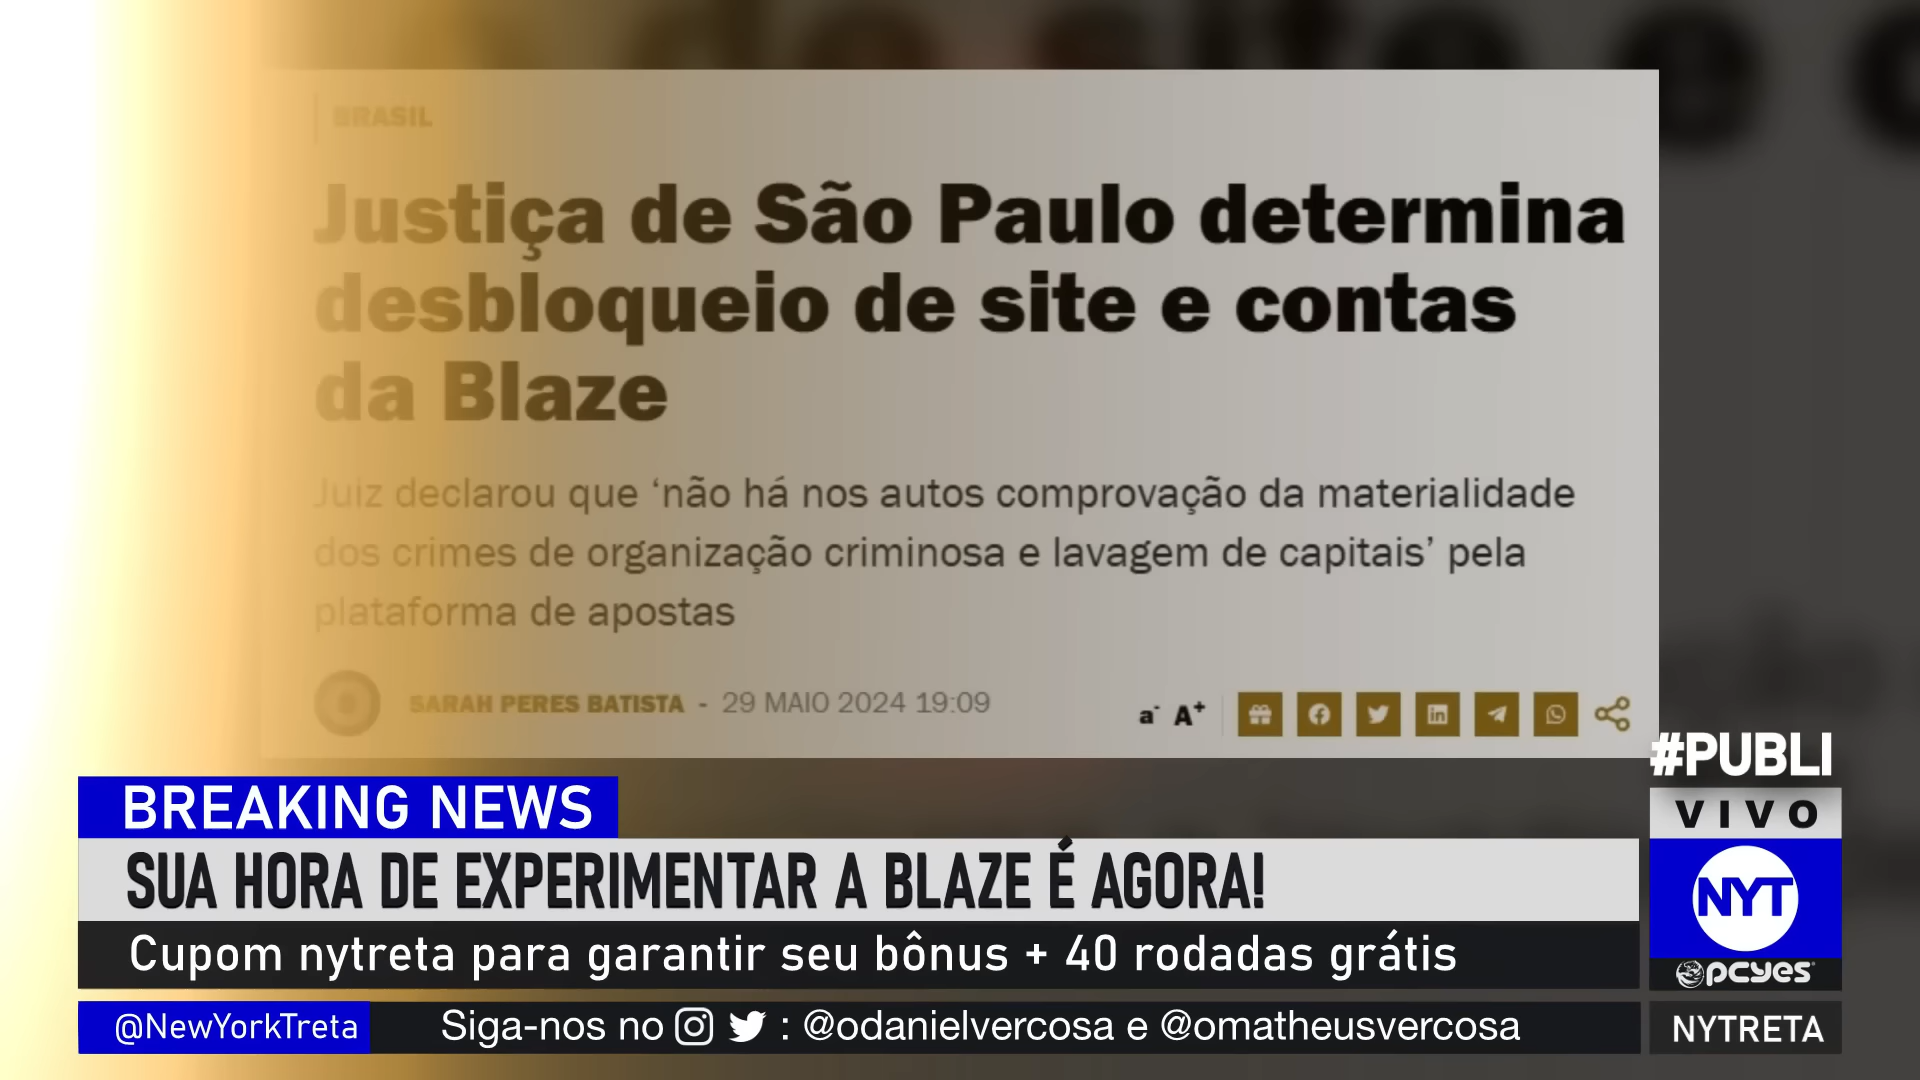 BRASIL
Justiça de São Paulo determina
desbloqueio de site e contas
da Blaze
Juiz declarou que ‘não há nos autos comprovação da materialidade
dos crimes de organização criminosa e lavagem de capitais’ pela
plataforma de apostas
SARAH PERES BATISTA - 29 MAIO 2024 19:09
a- A+
#PUBLI
VIVO
NYT
pcyes
NYTRETA
BREAKING NEWS
SUA HORA DE EXPERIMENTAR A BLAZE É AGORA!
Cupom nytreta para garantir seu bônus + 40 rodadas grátis
@NewYorkTreta
Siga-nos no : @odanielvercosa e @omatheusvercosa